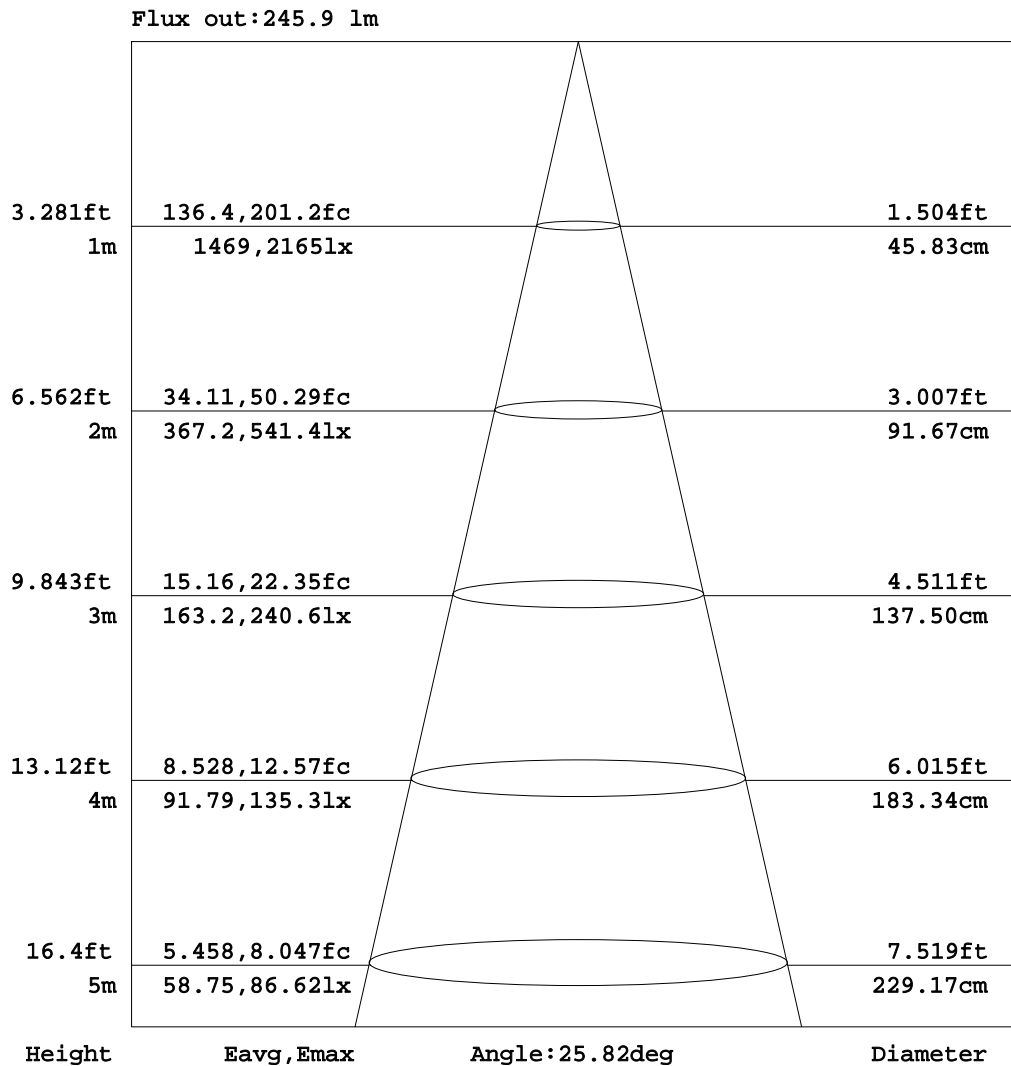 Flux out:245.9 lm
3.281ft 136.4,201.2fc 1.504ft
1m 1469,2165lx 45.83cm
6.562ft 34.11,50.29fc 3.007ft
2m 367.2,541.4lx 91.67cm
9.843ft 15.16,22.35fc 4.511ft
3m 163.2,240.6lx 137.50cm
13.12ft 8.528,12.57fc 6.015ft
4m 91.79,135.3lx 183.34cm
16.4ft 5.458,8.047fc 7.519ft
5m 58.75,86.62lx 229.17cm
Height Eavg,Emax Angle:25.82deg Diameter